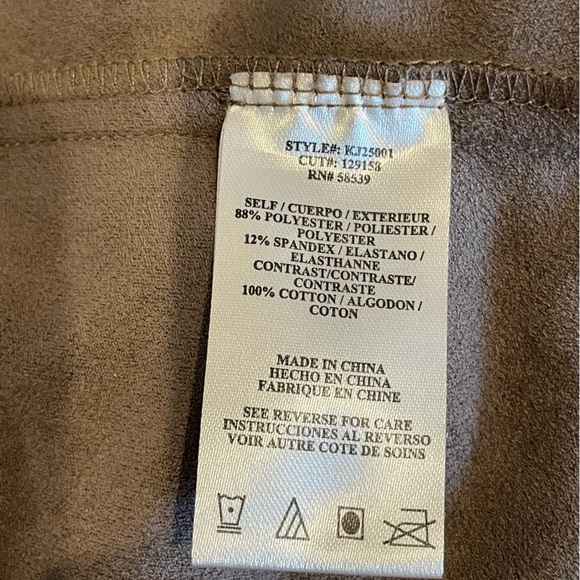 STYLE#: KJ25001
CUT#: 129158
RN# 58539
SELF / CUERPO / EXTERIEUR
88% POLYESTER / POLIESTER /
POLYESTER
12% SPANDEX / ELASTANO /
ELASTHANNE
CONTRAST/CONTRASTE/
CONTRASTE
100% COTTON / ALGODON /
COTON
MADE IN CHINA
HECHO EN CHINA
FABRIQUE EN CHINE
SEE REVERSE FOR CARE
INSTRUCCIONES AL REVERSO
VOIR AUTRE COTE DE SOINS